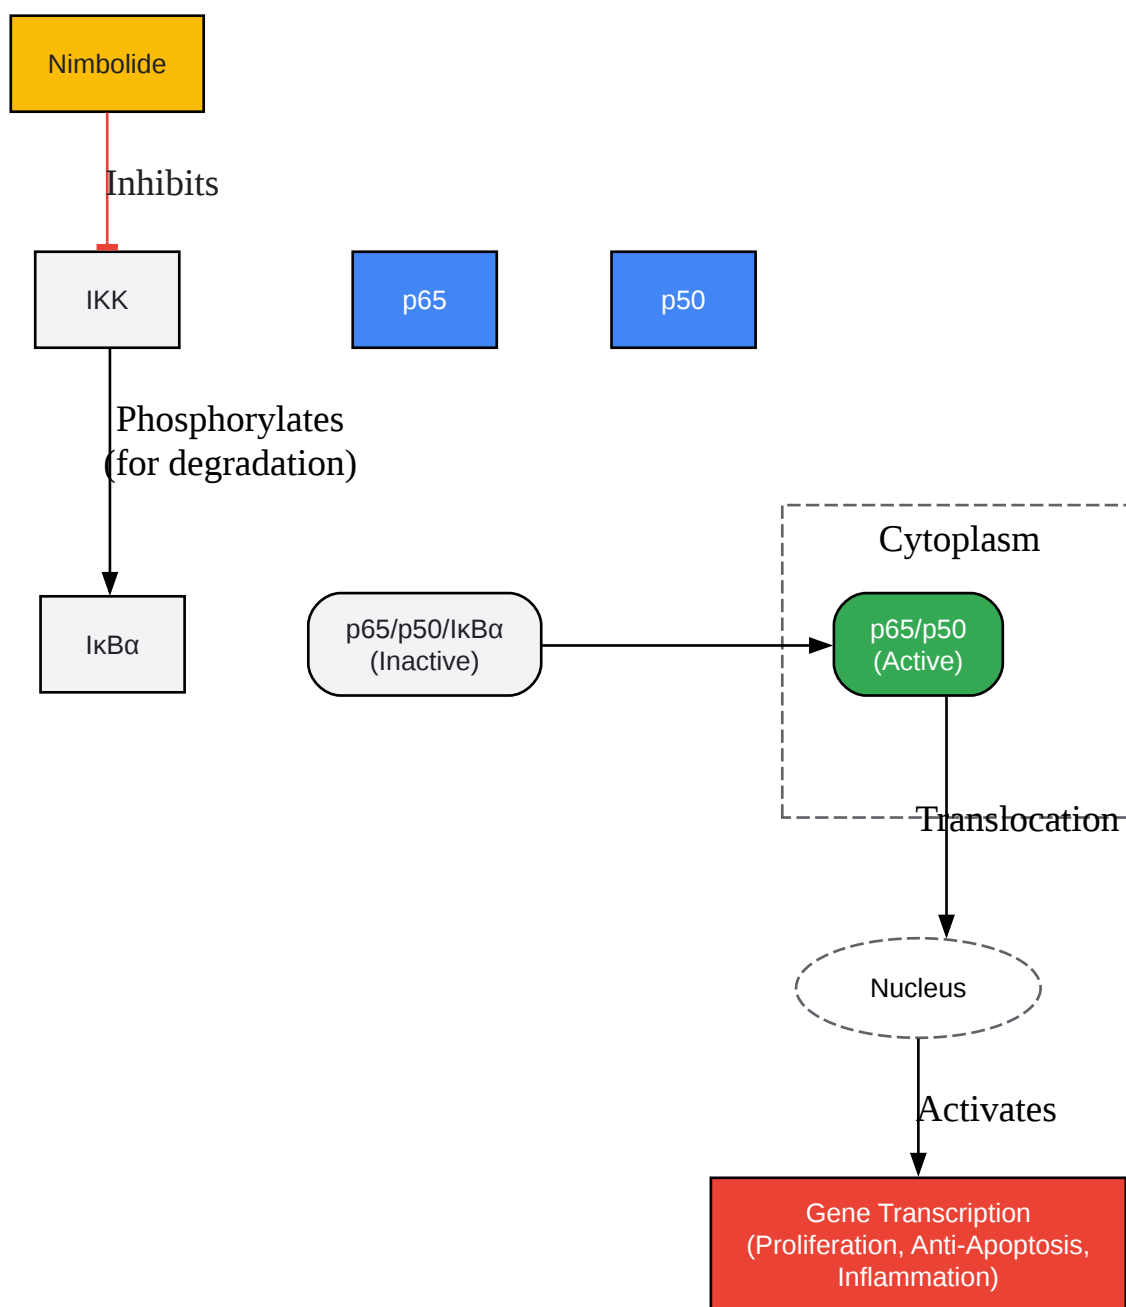 Nimbolide
Inhibits
IKK
p65
p50
Phosphorylates
(for degradation)
Cytoplasm
IκBα
p65/p50/IκBα
(Inactive)
p65/p50
(Active)
Translocation
Nucleus
Activates
Gene Transcription
(Proliferation, Anti-Apoptosis,
Inflammation)